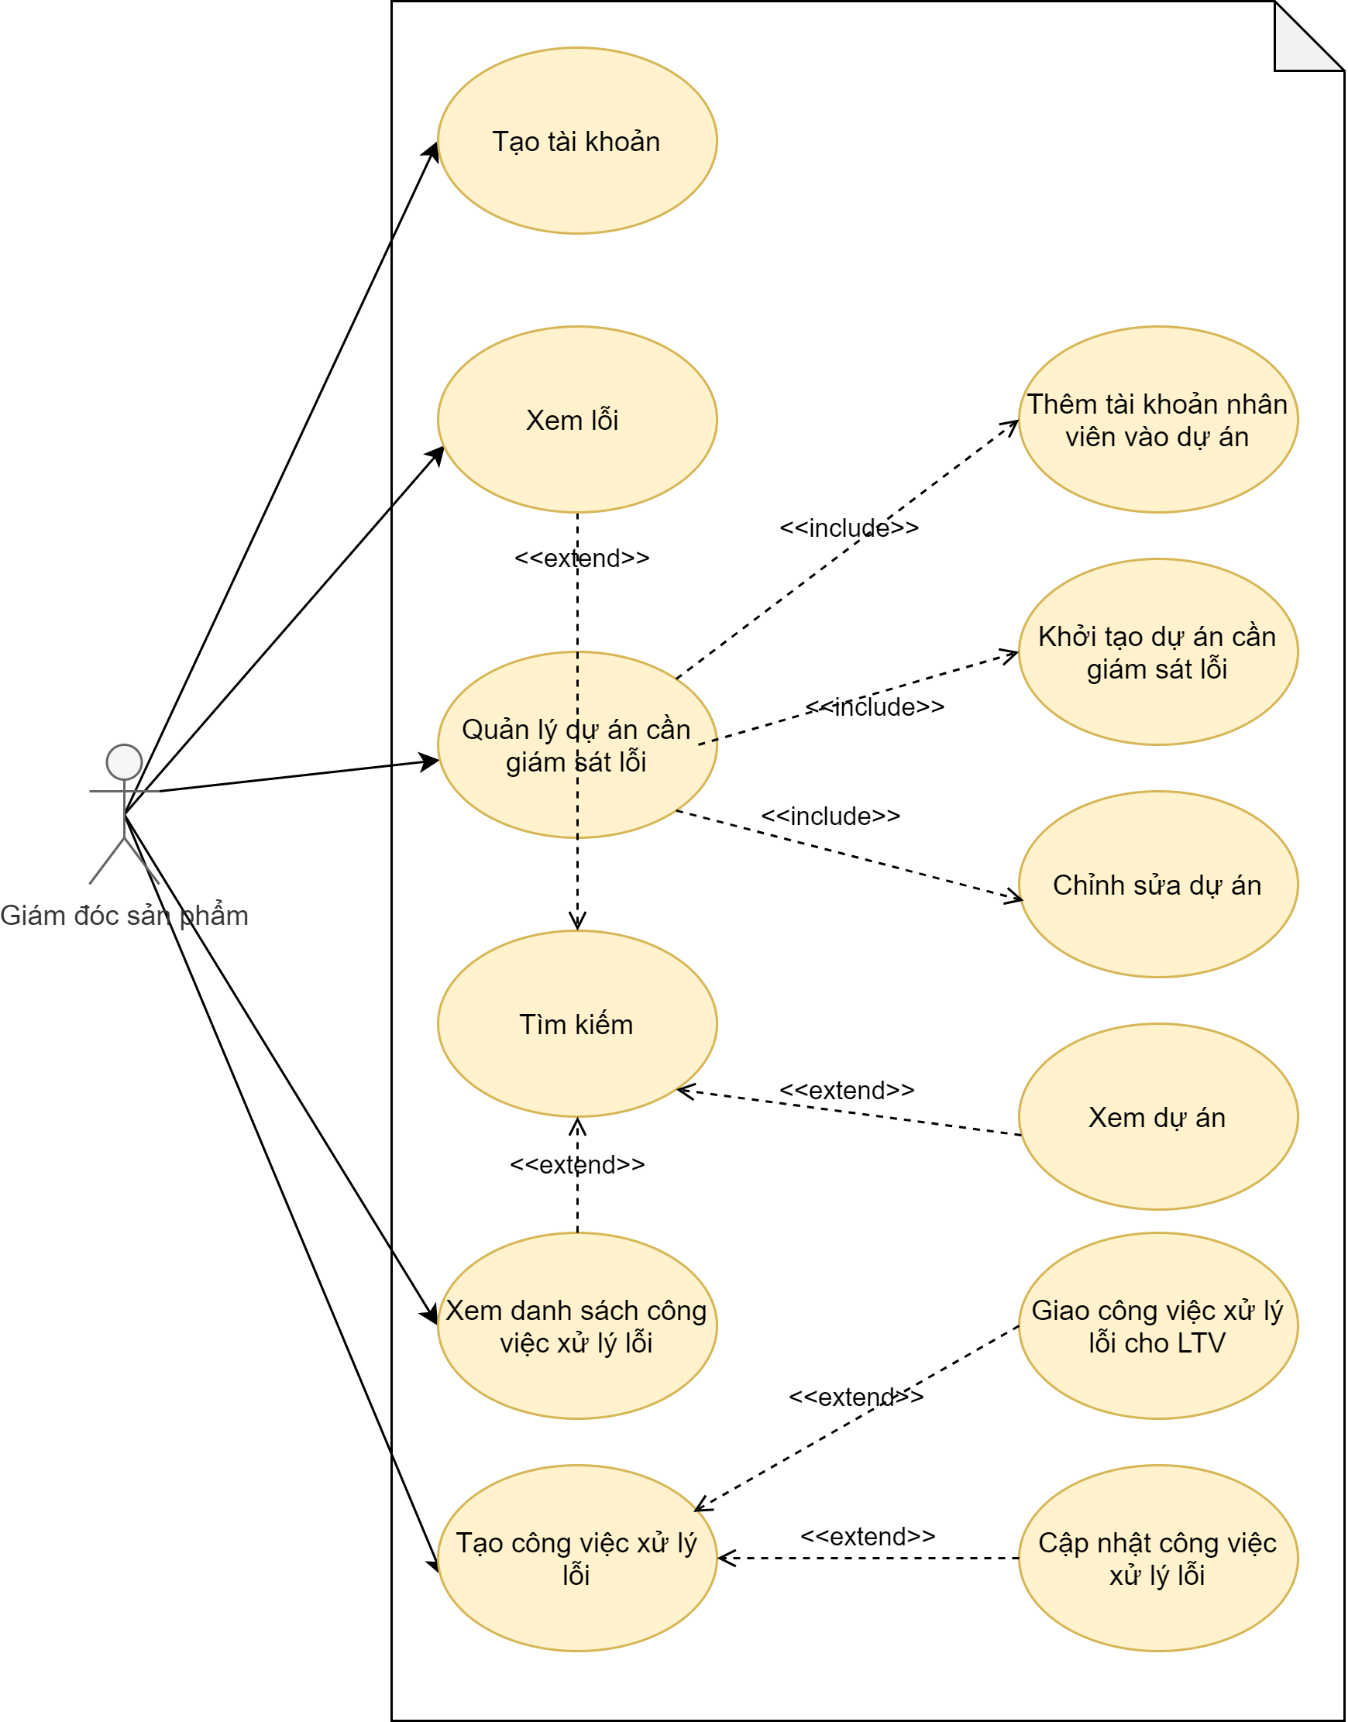 Tạo tài khoản
Xem lỗi
Thêm tài khoản nhân
viên vào dự án
<<include>>
<<extend>>
Khởi tạo dự án cần
giám sát lỗi
<<include>>
Quản lý dự án cần
giám sát lỗi
<<include>>
Chỉnh sửa dự án
Giám đóc sản phẩm
Tìm kiếm
<<extend>>
Xem dự án
<<extend>>
Xem danh sách công
việc xử lý lỗi
Giao công việc xử lý
lỗi cho LTV
<<extend>>
<<extend>>
Tạo công việc xử lý
lỗi
Cập nhật công việc
xử lý lỗi